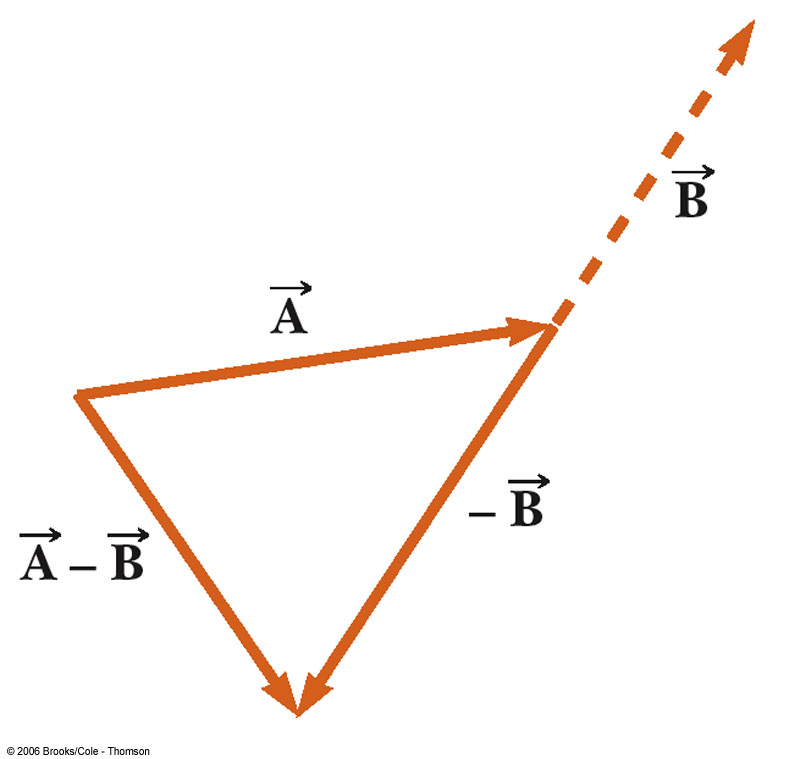 B
A
– B
A – B
© 2006 Brooks/Cole - Thomson